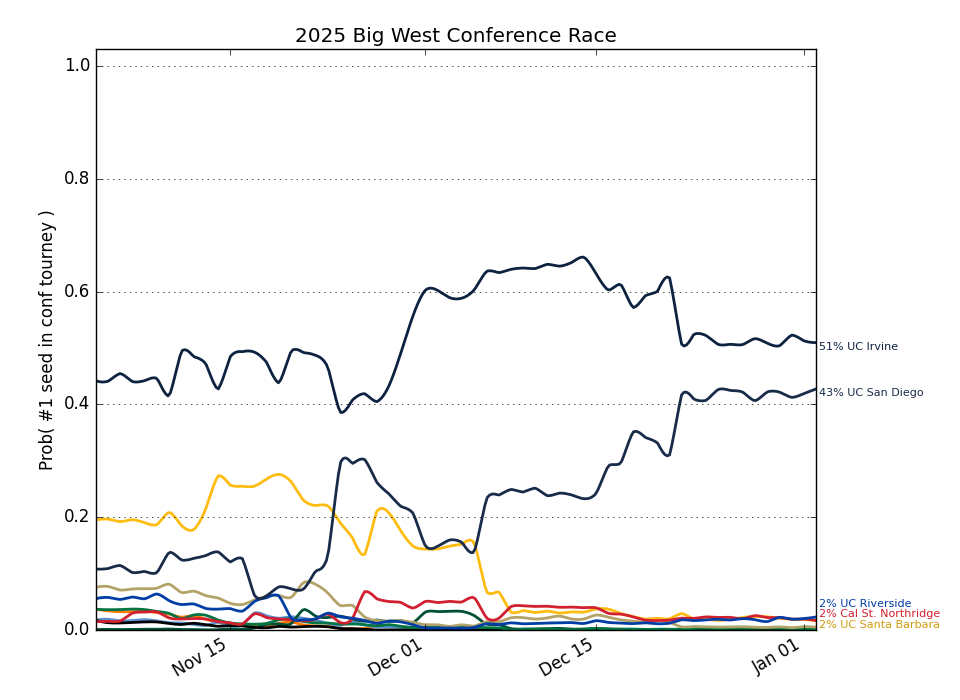 2025 Big West Conference Race
Prob( #1 seed in conf tourney )
1.0
0.8
0.6
0.4
0.2
0.0
Nov 15
Dec 01
Dec 15
Jan 01
51% UC Irvine
43% UC San Diego
2% UC Riverside
2% Cal St. Northridge
2% UC Santa Barbara